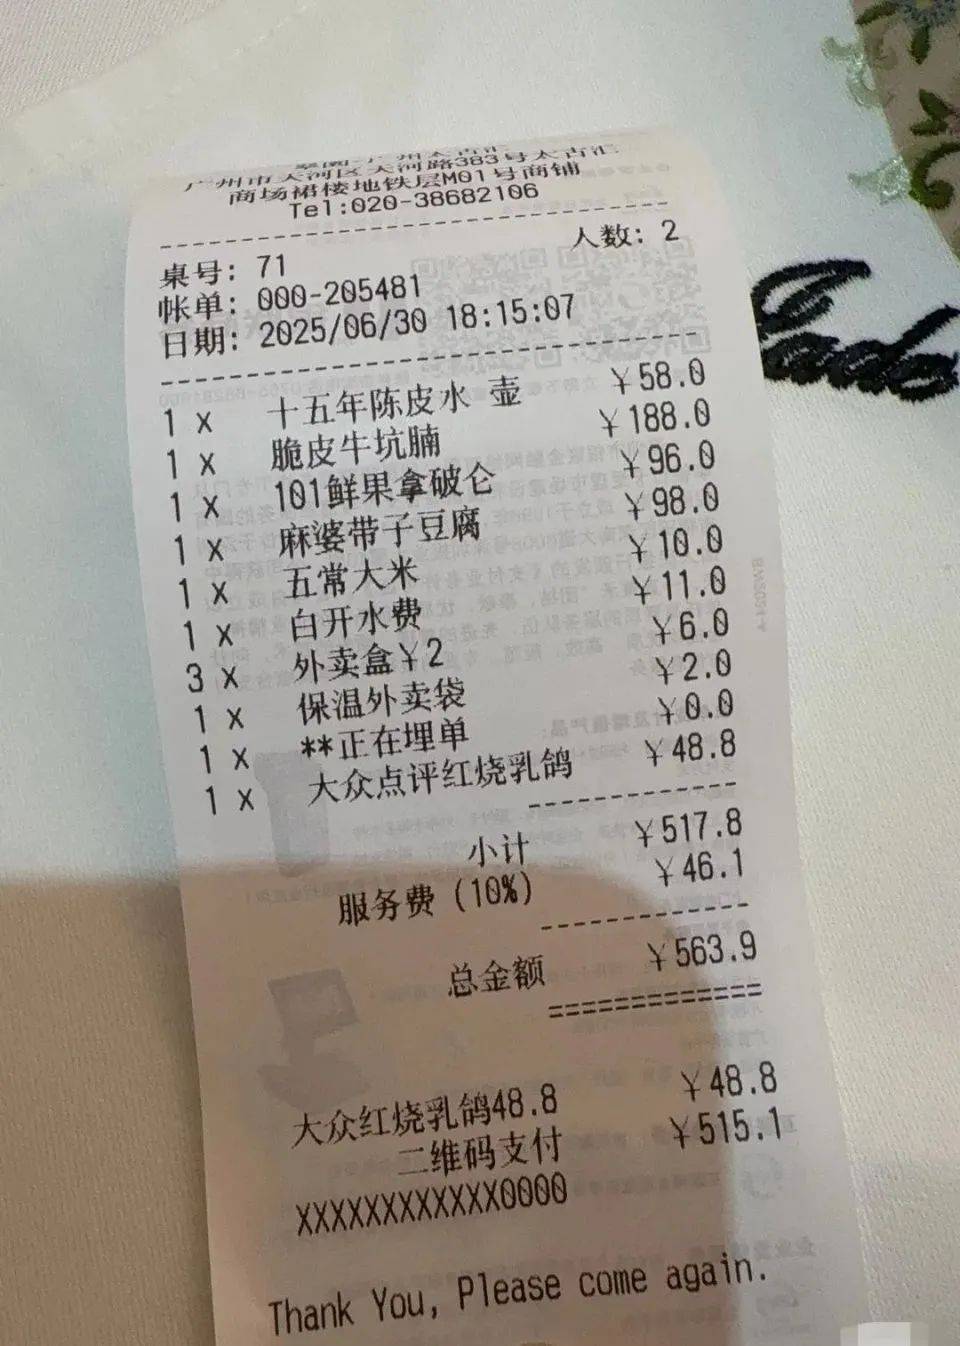 广州市天河区天河路383号太古汇
商场裙楼地铁层M01号商铺
Tel:020-38682106
人数: 2
桌号: 71
帐单: 000-205481
日期: 2025/06/30 18:15:07
1 x 十五年陈皮水 壶 ¥58.0
1 x 脆皮牛坑腩 ¥188.0
1 x 101鲜果拿破仑 ¥96.0
1 x 麻婆带子豆腐 ¥98.0
1 x 五常大米 ¥10.0
1 x 白开水费 ¥11.0
3 x 外卖盒¥2 ¥6.0
1 x 保温外卖袋 ¥2.0
1 x **正在埋单 ¥0.0
1 x 大众点评红烧乳鸽 ¥48.8
小计 ¥517.8
服务费(10%) ¥46.1
总金额 ¥563.9
大众红烧乳鸽48.8 ¥48.8
二维码支付 ¥515.1
XXXXXXXXXXXX0000
Thank You, Please come again.